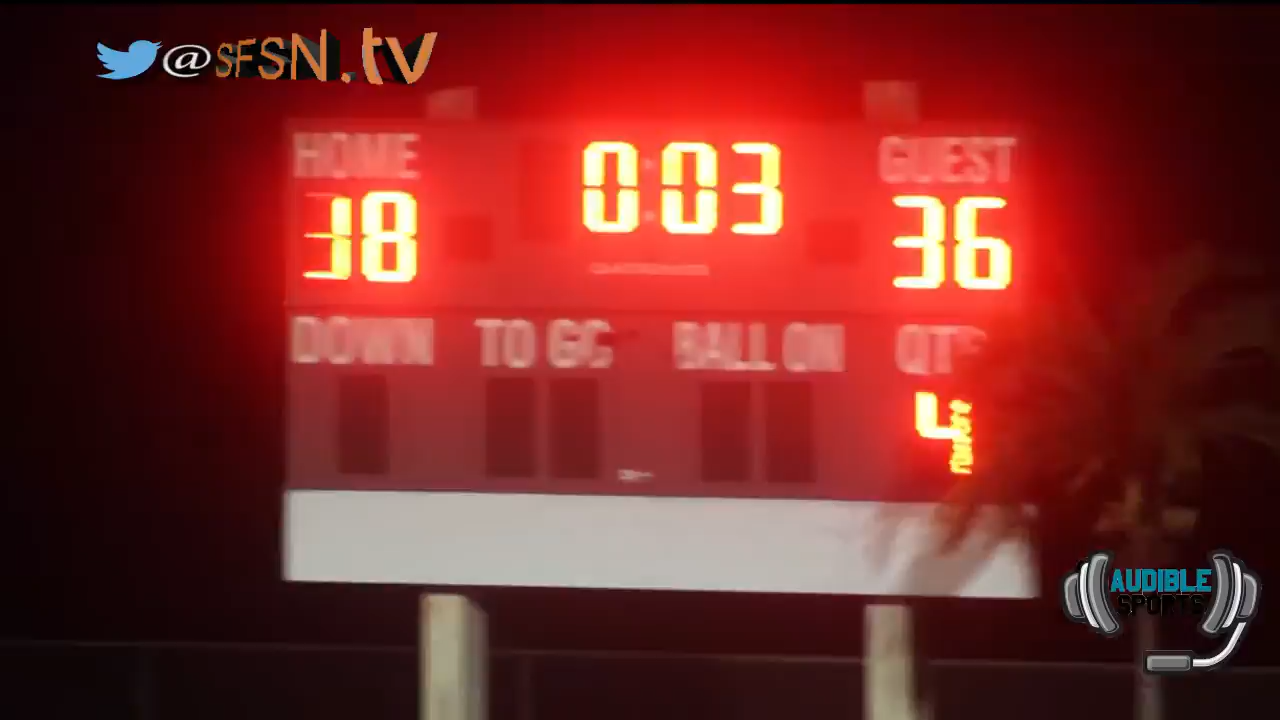 @SFSN.tv
HOME 0:03 GUEST
38 36
DOWN TO GO BALL ON QTR
4
AUDIBLE
SPORTS